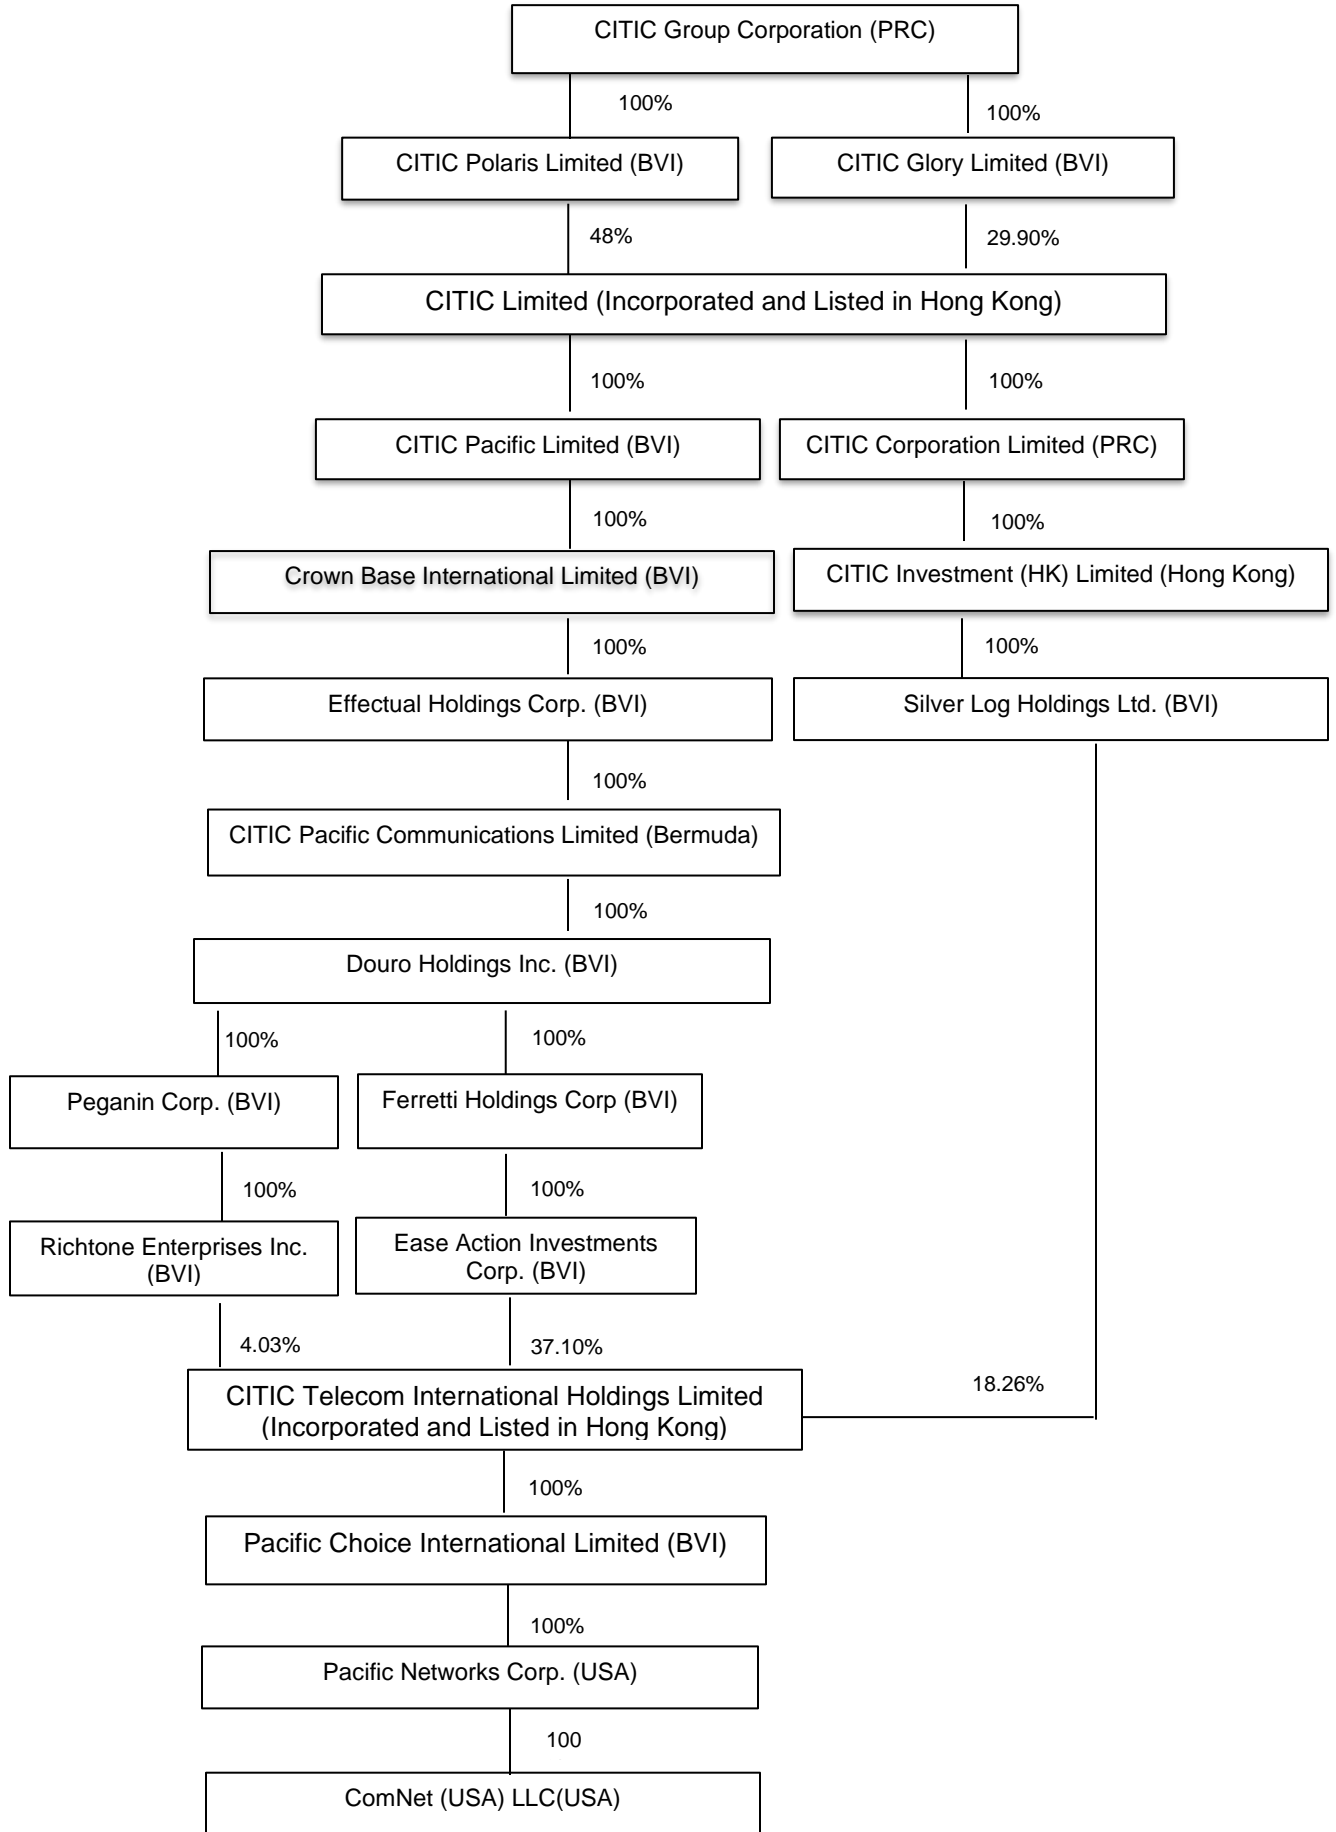 CITIC Group Corporation (PRC)
100%
100%
CITIC Polaris Limited (BVI)
CITIC Glory Limited (BVI)
48%
29.90%
CITIC Limited (Incorporated and Listed in Hong Kong)
100%
100%
CITIC Pacific Limited (BVI)
CITIC Corporation Limited (PRC)
100%
100%
Crown Base International Limited (BVI)
CITIC Investment (HK) Limited (Hong Kong)
100%
100%
Effectual Holdings Corp. (BVI)
Silver Log Holdings Ltd. (BVI)
100%
CITIC Pacific Communications Limited (Bermuda)
100%
Douro Holdings Inc. (BVI)
100%
100%
Peganin Corp. (BVI)
Ferretti Holdings Corp (BVI)
100%
100%
Richtone Enterprises Inc.
(BVI)
Ease Action Investments
Corp. (BVI)
4.03%
37.10%
18.26%
CITIC Telecom International Holdings Limited
(Incorporated and Listed in Hong Kong)
100%
Pacific Choice International Limited (BVI)
100%
Pacific Networks Corp. (USA)
100
ComNet (USA) LLC(USA)